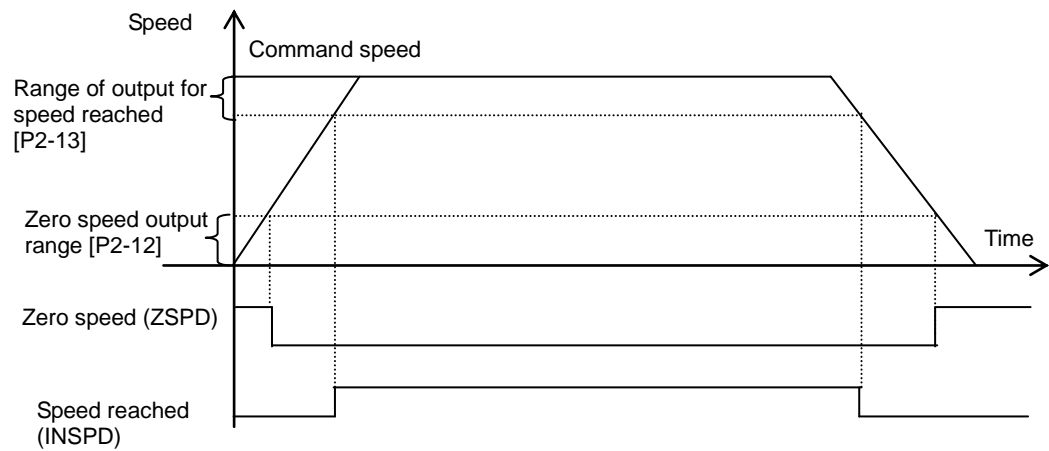 Speed
Command speed
Range of output for
speed reached
[P2-13]
Zero speed output
range [P2-12]
Time
Zero speed (ZSPD)
Speed reached
(INSPD)